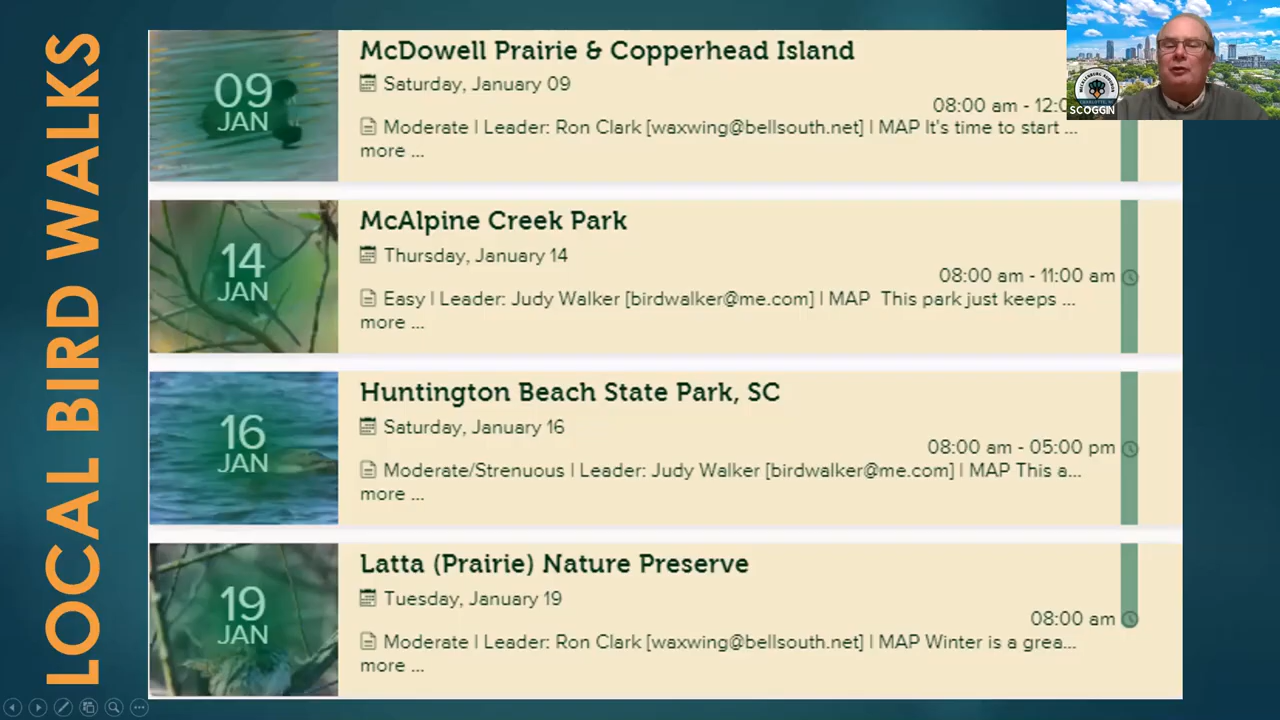 LOCAL BIRD WALKS
09
JAN
McDowell Prairie & Copperhead Island
Saturday, January 09
08:00 am - 12:0
Moderate | Leader: Ron Clark [waxwing@bellsouth.net] | MAP It's time to start ...
more ...
14
JAN
McAlpine Creek Park
Thursday, January 14
08:00 am - 11:00 am
Easy | Leader: Judy Walker [birdwalker@me.com] | MAP This park just keeps ...
more ...
16
JAN
Huntington Beach State Park, SC
Saturday, January 16
08:00 am - 05:00 pm
Moderate/Strenuous | Leader: Judy Walker [birdwalker@me.com] | MAP This a...
more ...
19
JAN
Latta (Prairie) Nature Preserve
Tuesday, January 19
08:00 am
Moderate | Leader: Ron Clark [waxwing@bellsouth.net] | MAP Winter is a grea...
more ...
SCOGGIN